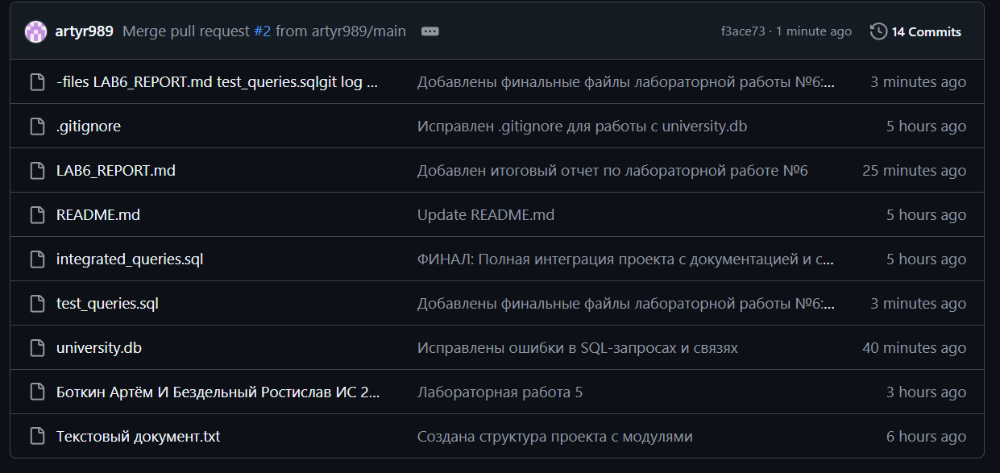 artyr989 Merge pull request #2 from artyr989/main f3ace73 · 1 minute ago 14 Commits
-files LAB6_REPORT.md test_queries.sqlgit log ... Добавлены финальные файлы лабораторной работы №6:... 3 minutes ago
.gitignore Исправлен .gitignore для работы с university.db 5 hours ago
LAB6_REPORT.md Добавлен итоговый отчет по лабораторной работе №6 25 minutes ago
README.md Update README.md 5 hours ago
integrated_queries.sql ФИНАЛ: Полная интеграция проекта с документацией и с... 5 hours ago
test_queries.sql Добавлены финальные файлы лабораторной работы №6:... 3 minutes ago
university.db Исправлены ошибки в SQL-запросах и связях 40 minutes ago
Боткин Артём И Бездельный Ростислав ИС 2... Лабораторная работа 5 3 hours ago
Текстовый документ.txt Создана структура проекта с модулями 6 hours ago